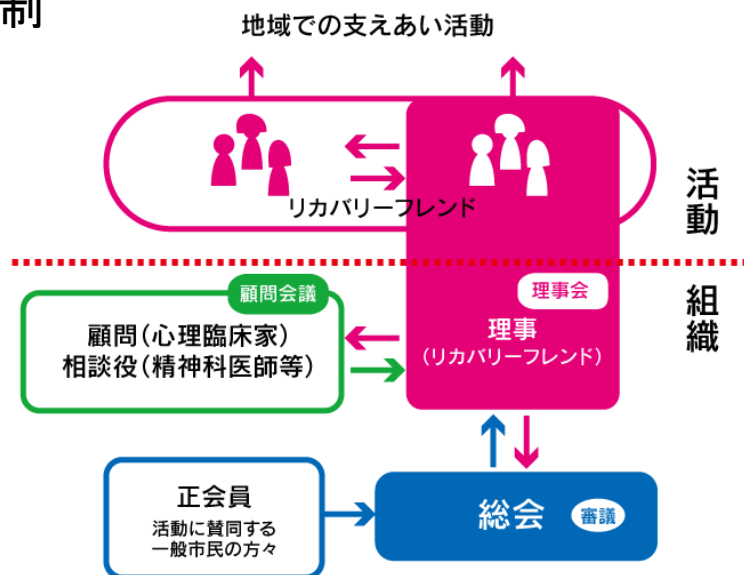 制
地域での支えあい活動
リカバリーフレンド
活動
顧問会議
顧問(心理臨床家)
相談役(精神科医師等)
理事会
理事
(リカバリーフレンド)
組織
正会員
活動に賛同する
一般市民の方々
総会
審議